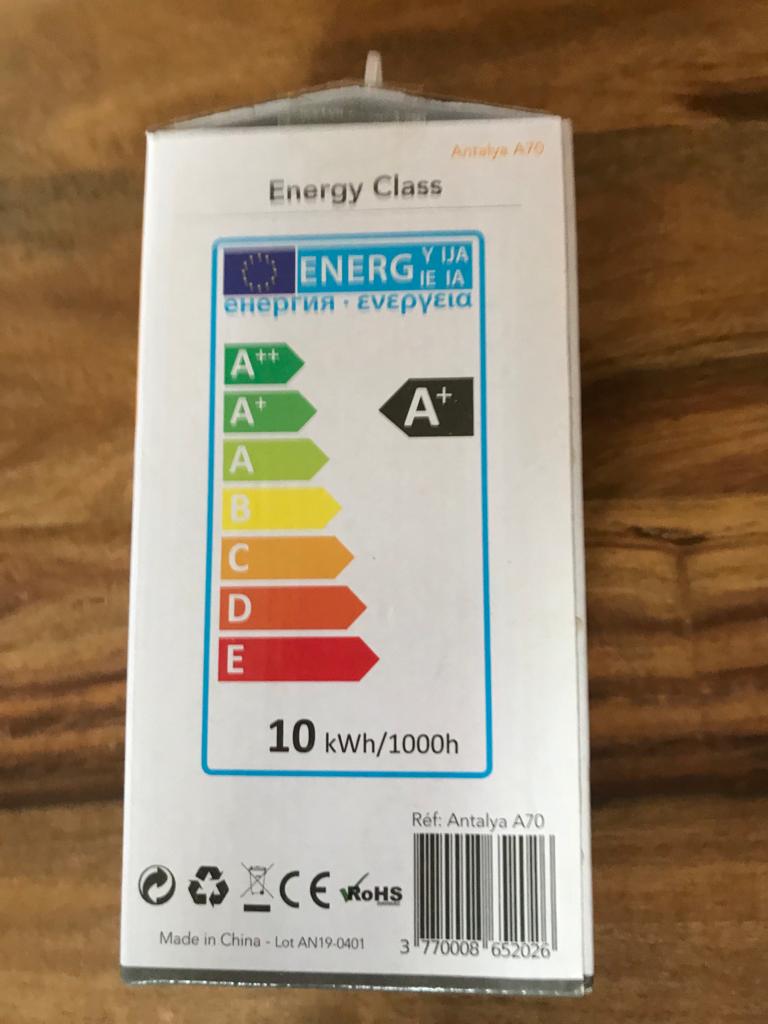 Antalya A70
Energy Class
ENERG Y IJA
IE IA
енергия · ενεργεια
A++
A+
A+
A
B
C
D
E
10 kWh/1000h
Réf: Antalya A70
CE RoHS
Made in China - Lot AN19-0401
3 770008 652026